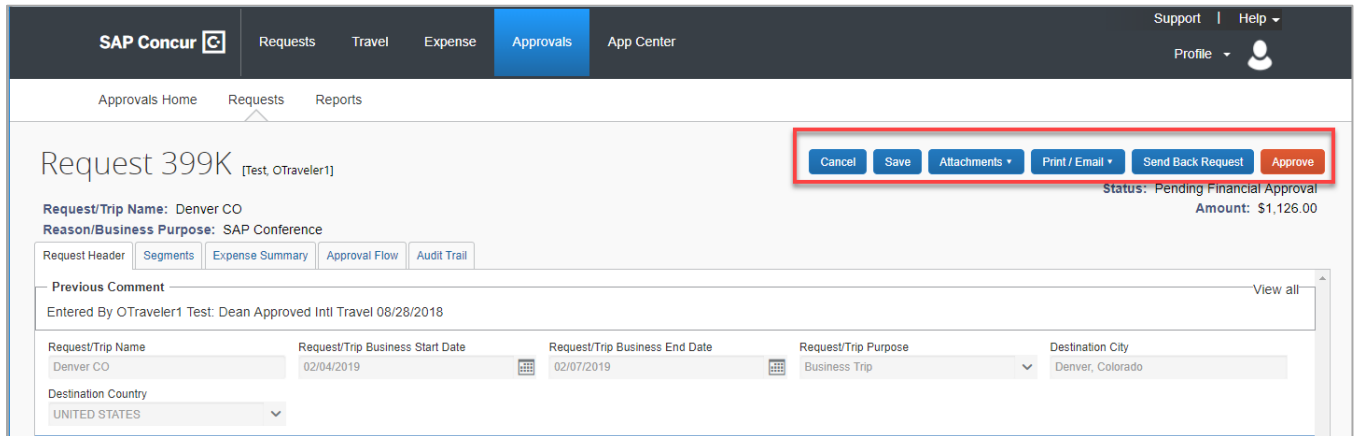 Support | Help
SAP Concur C. Requests Travel Expense Approvals App Center
Profile
Approvals Home Requests Reports
Request 399K [Test, OTraveler1]
Cancel Save Attachments Print / Email Send Back Request Approve
Status: Pending Financial Approval
Request/Trip Name: Denver CO
Amount: $1,126.00
Reason/Business Purpose: SAP Conference
Request Header Segments Expense Summary Approval Flow Audit Trail
Previous Comment
View all
Entered By OTraveler1 Test: Dean Approved Intl Travel 08/28/2018
Request/Trip Name Request/Trip Business Start Date Request/Trip Business End Date Request/Trip Purpose Destination City
Denver CO 02/04/2019 02/07/2019 Business Trip Denver, Colorado
Destination Country
UNITED STATES